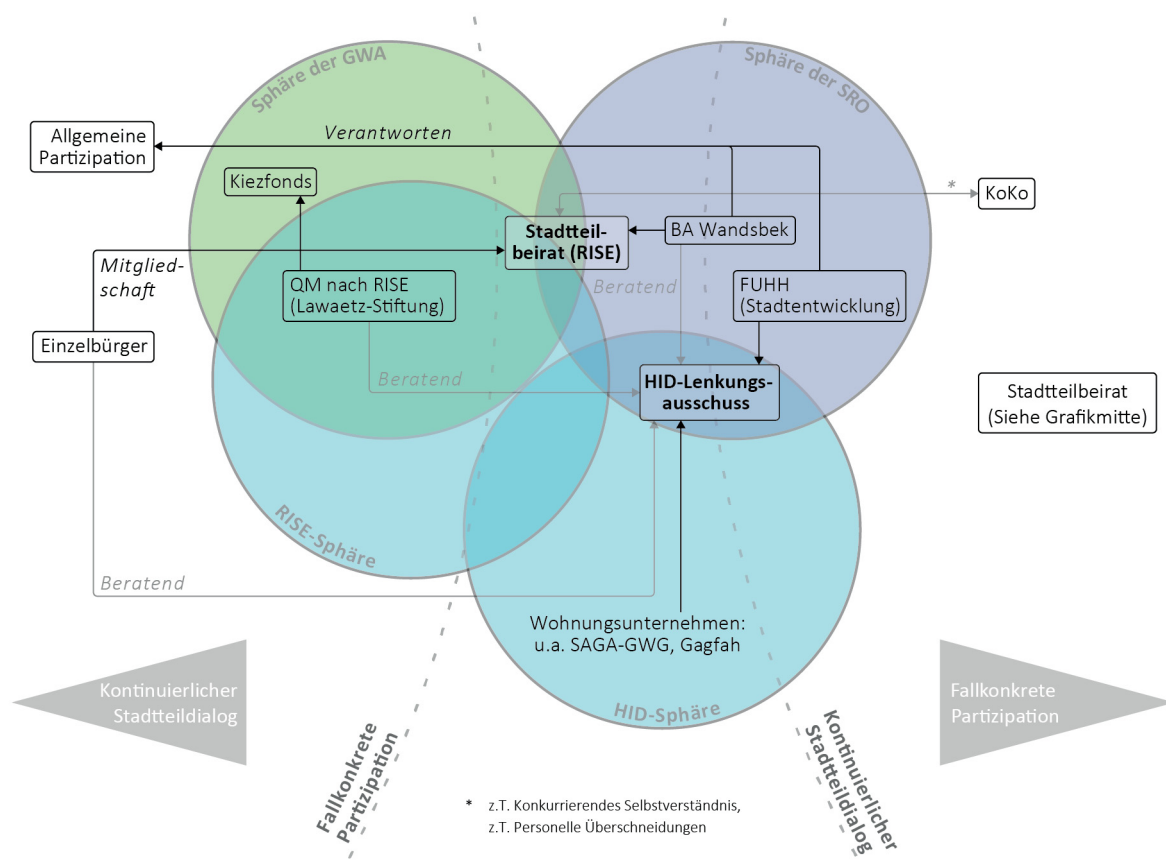 Sphäre der GWA
Sphäre der SRO
Allgemeine
Partizipation
Verantworten
Kiezfonds
*
KoKo
Stadtteil-
beirat (RISE)
BA Wandsbek
Mitglied-
schaft
QM nach RISE
(Lawaetz-Stiftung)
Beratend
FUHH
(Stadtentwicklung)
Einzelbürger
Beratend
HID-Lenkungs-
ausschuss
Stadtteilbeirat
(Siehe Grafikmitte)
RISE-Sphäre
Beratend
Wohnungsunternehmen:
u.a. SAGA-GWG, Gagfah
Kontinuierlicher
Stadtteildialog
Fallkonkrete
Partizipation
HID-Sphäre
Fallkonkrete
Partizipation
Kontinuierlicher
Stadtteildialog
* z.T. Konkurrierendes Selbstverständnis,
z.T. Personelle Überschneidungen